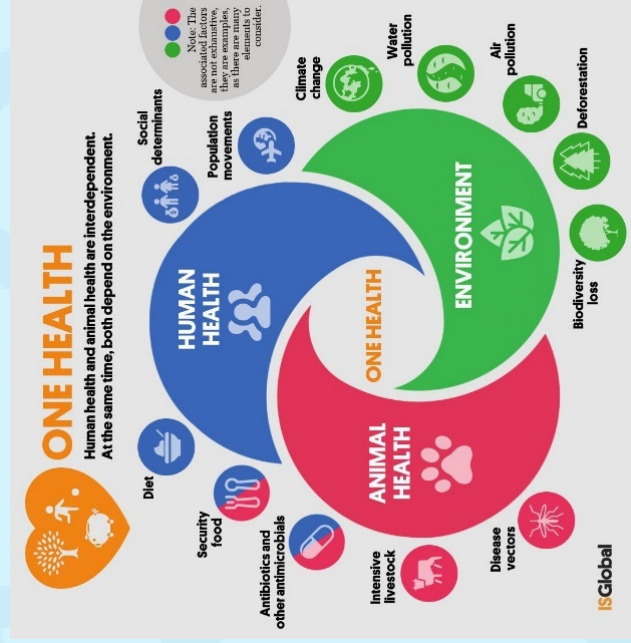 ONE HEALTH
Human health and animal health are interdependent.
At the same time, both depend on the environment.
Note: The
associated factors
are not exhaustive,
they are examples,
as there are many
elements to
consider.
Social
determinants
Population
movements
Climate
change
Water
pollution
Air
pollution
Deforestation
Biodiversity
loss
Diet
Security
food
Antibiotics and
other antimicrobials
Intensive
livestock
Disease
vectors
HUMAN
HEALTH
ENVIRONMENT
ANIMAL
HEALTH
ONE HEALTH
ISGlobal